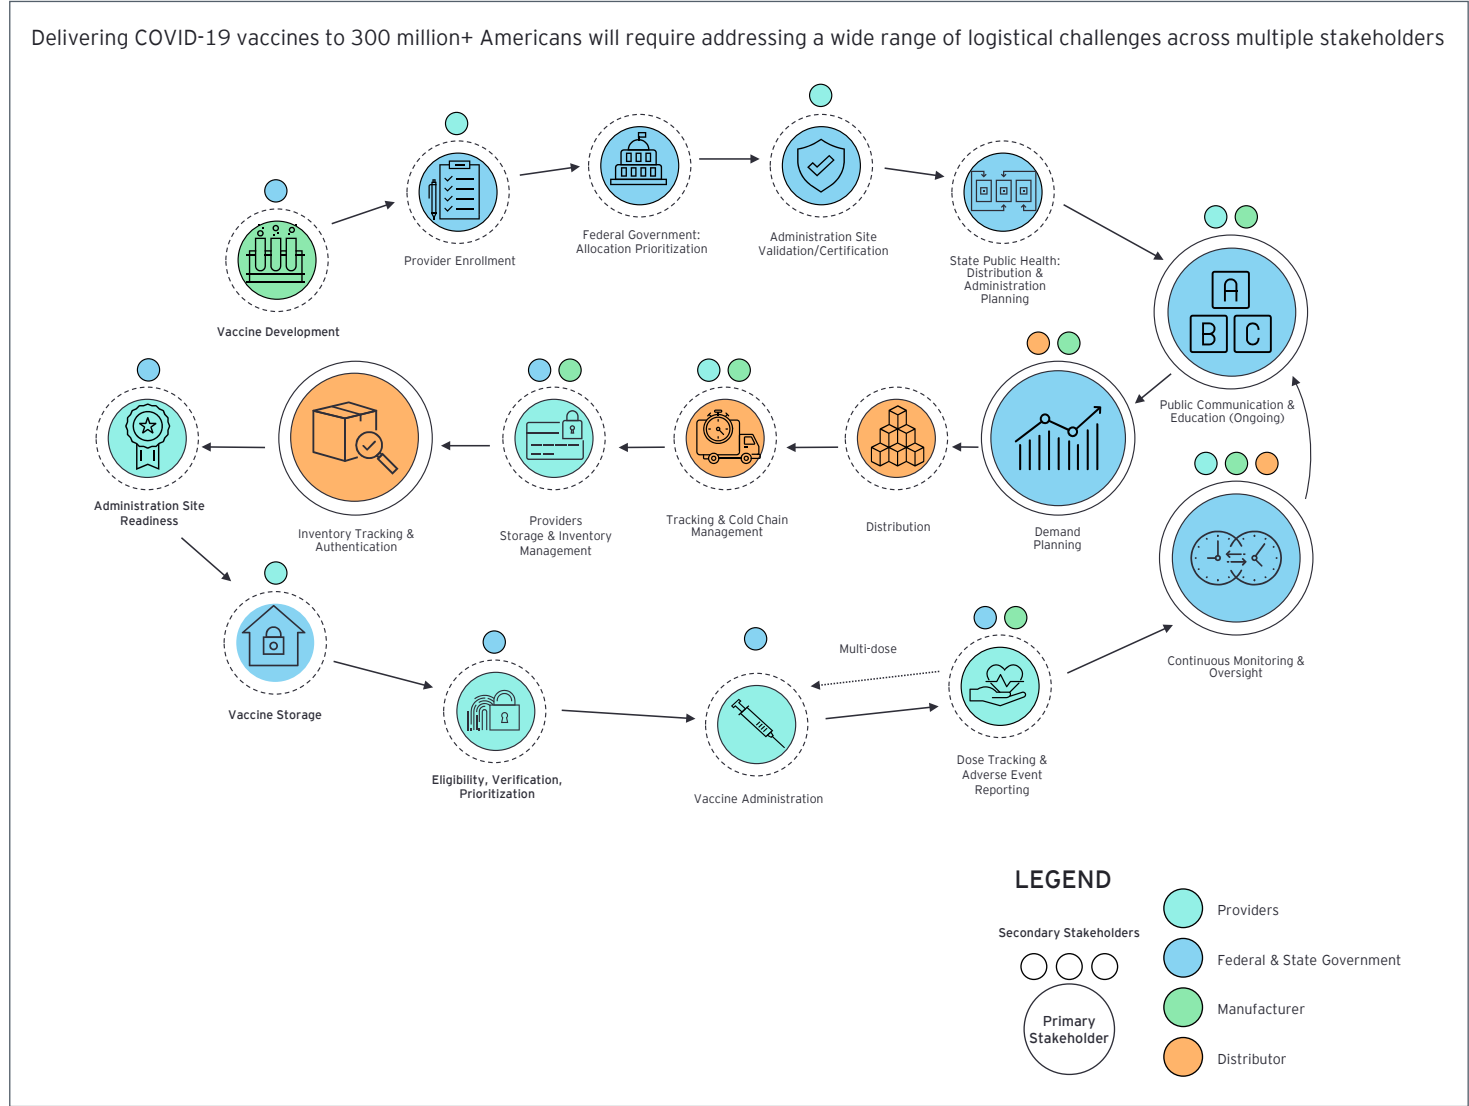 Delivering COVID-19 vaccines to 300 million+ Americans will require addressing a wide range of logistical challenges across multiple stakeholders
Vaccine Development
Provider Enrollment
Federal Government:
Allocation Prioritization
Administration Site
Validation/Certification
State Public Health:
Distribution &
Administration
Planning
A
B C
Public Communication &
Education (Ongoing)
Demand
Planning
Distribution
Tracking & Cold Chain
Management
Providers
Storage & Inventory
Management
Inventory Tracking &
Authentication
Administration Site
Readiness
Vaccine Storage
Eligibility, Verification,
Prioritization
Vaccine Administration
Multi-dose
Dose Tracking &
Adverse Event
Reporting
Continuous Monitoring &
Oversight
LEGEND
Secondary Stakeholders
Primary
Stakeholder
Providers
Federal & State Government
Manufacturer
Distributor